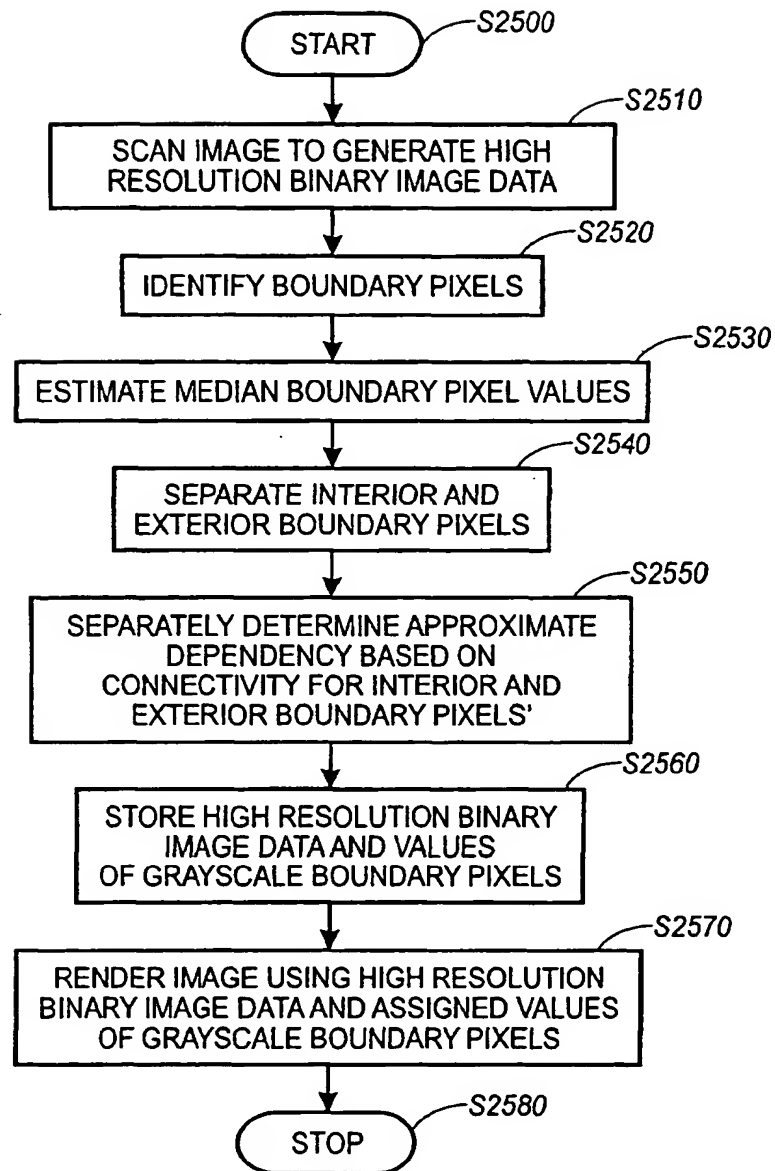 START
S2500
S2510
SCAN IMAGE TO GENERATE HIGH
RESOLUTION BINARY IMAGE DATA
S2520
IDENTIFY BOUNDARY PIXELS
S2530
ESTIMATE MEDIAN BOUNDARY PIXEL VALUES
S2540
SEPARATE INTERIOR AND
EXTERIOR BOUNDARY PIXELS
S2550
SEPARATELY DETERMINE APPROXIMATE
DEPENDENCY BASED ON
CONNECTIVITY FOR INTERIOR AND
EXTERIOR BOUNDARY PIXELS'
S2560
STORE HIGH RESOLUTION BINARY
IMAGE DATA AND VALUES
OF GRAYSCALE BOUNDARY PIXELS
S2570
RENDER IMAGE USING HIGH RESOLUTION
BINARY IMAGE DATA AND ASSIGNED VALUES
OF GRAYSCALE BOUNDARY PIXELS
S2580
STOP